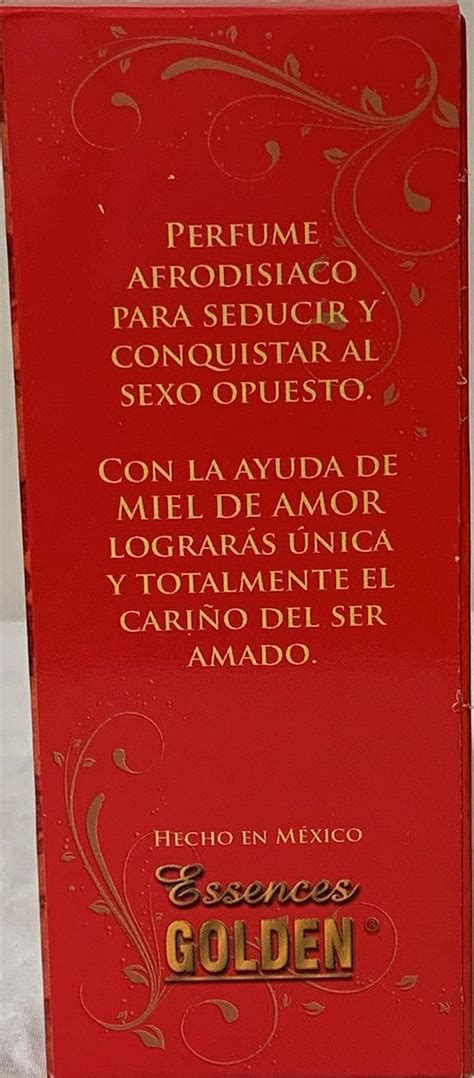 PERFUME
AFRODISIACO
PARA SEDUCIR Y
CONQUISTAR AL
SEXO OPUESTO.
CON LA AYUDA DE
MIEL DE AMOR
LOGRARÁS ÚNICA
Y TOTALMENTE EL
CARIÑO DEL SER
AMADO.
HECHO EN MÉXICO
Essences
GOLDEN®